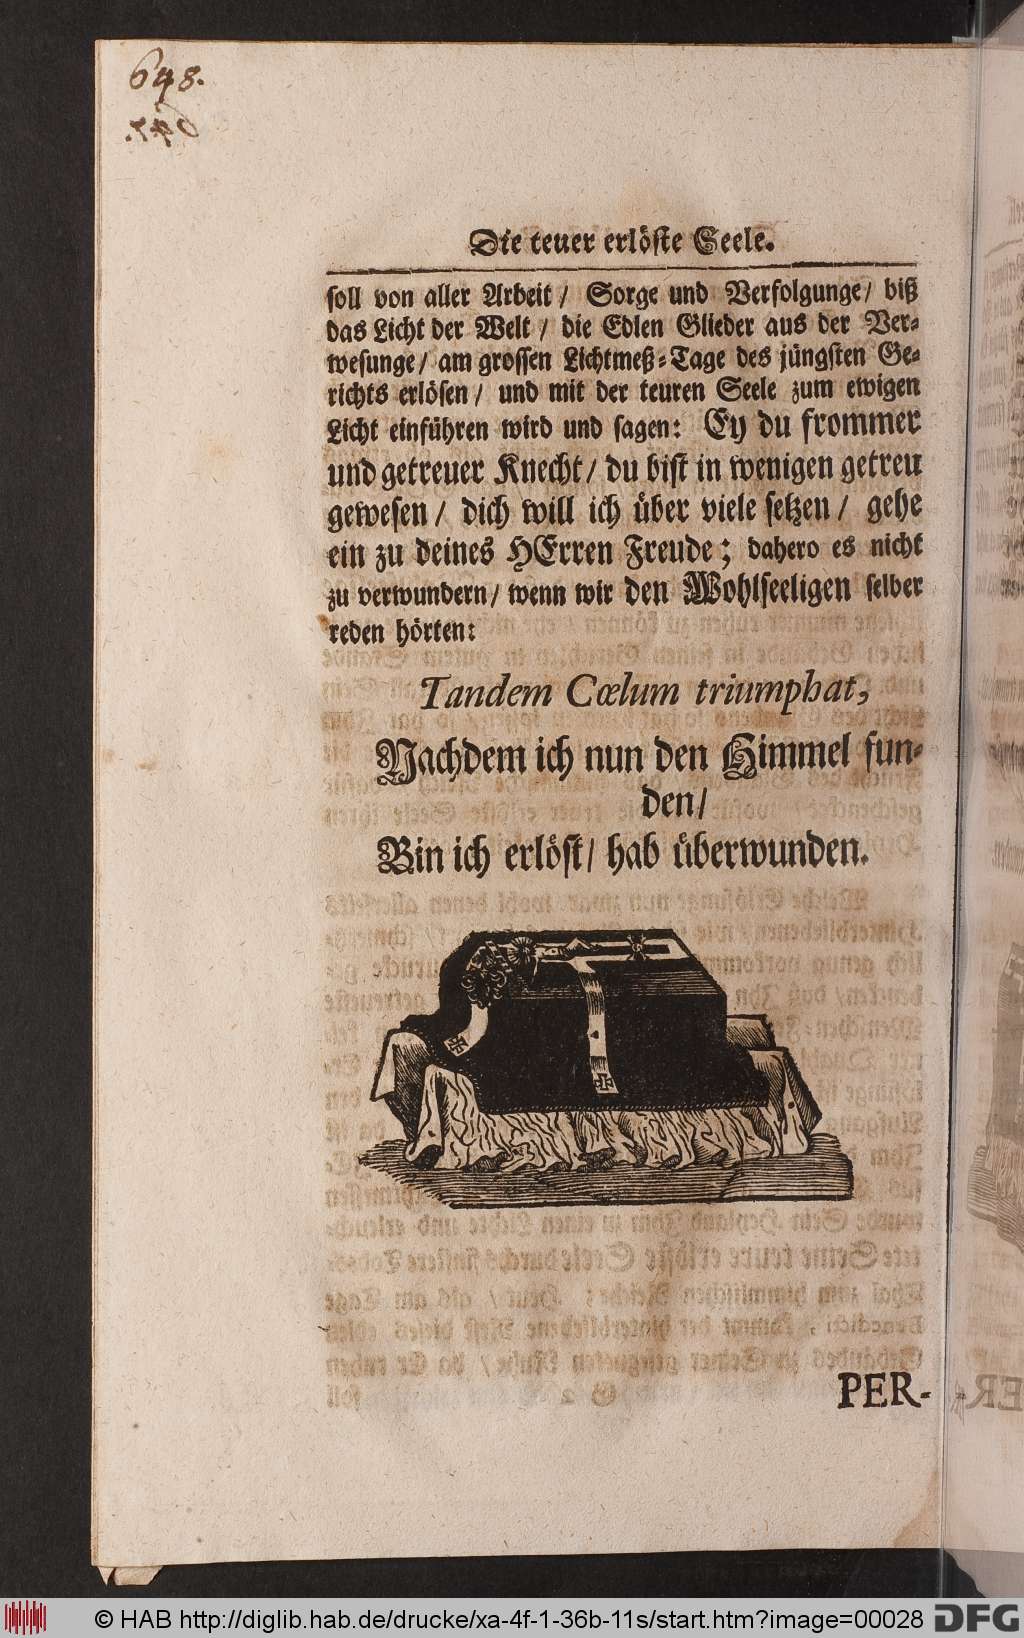 648.
Die teuer erlöste Seele.
soll von aller Arbeit / Sorge und Verfolgunge / biß
das Licht der Welt / die Edlen Glieder aus der Ver-
wesunge / am grossen Lichtmeß-Tage des jüngsten Ge-
richts erlösen / und mit der teuren Seele zum ewigen
Licht einführen wird und sagen: Ey du frommer
und getreuer Knecht / du bist in wenigen getreu
gewesen / dich will ich über viele setzen / gehe
ein zu deines HErren Freude; dahero es nicht
zu verwundern / wenn wir den Wohlseeligen selber
reden hörten:
Tandem Cœlum triumphat,
Nachdem ich nun den Himmel fun-
den /
Bin ich erlöst / hab überwunden.
PER-
© HAB http://diglib.hab.de/drucke/xa-4f-1-36b-11s/start.htm?image=00028 DFG